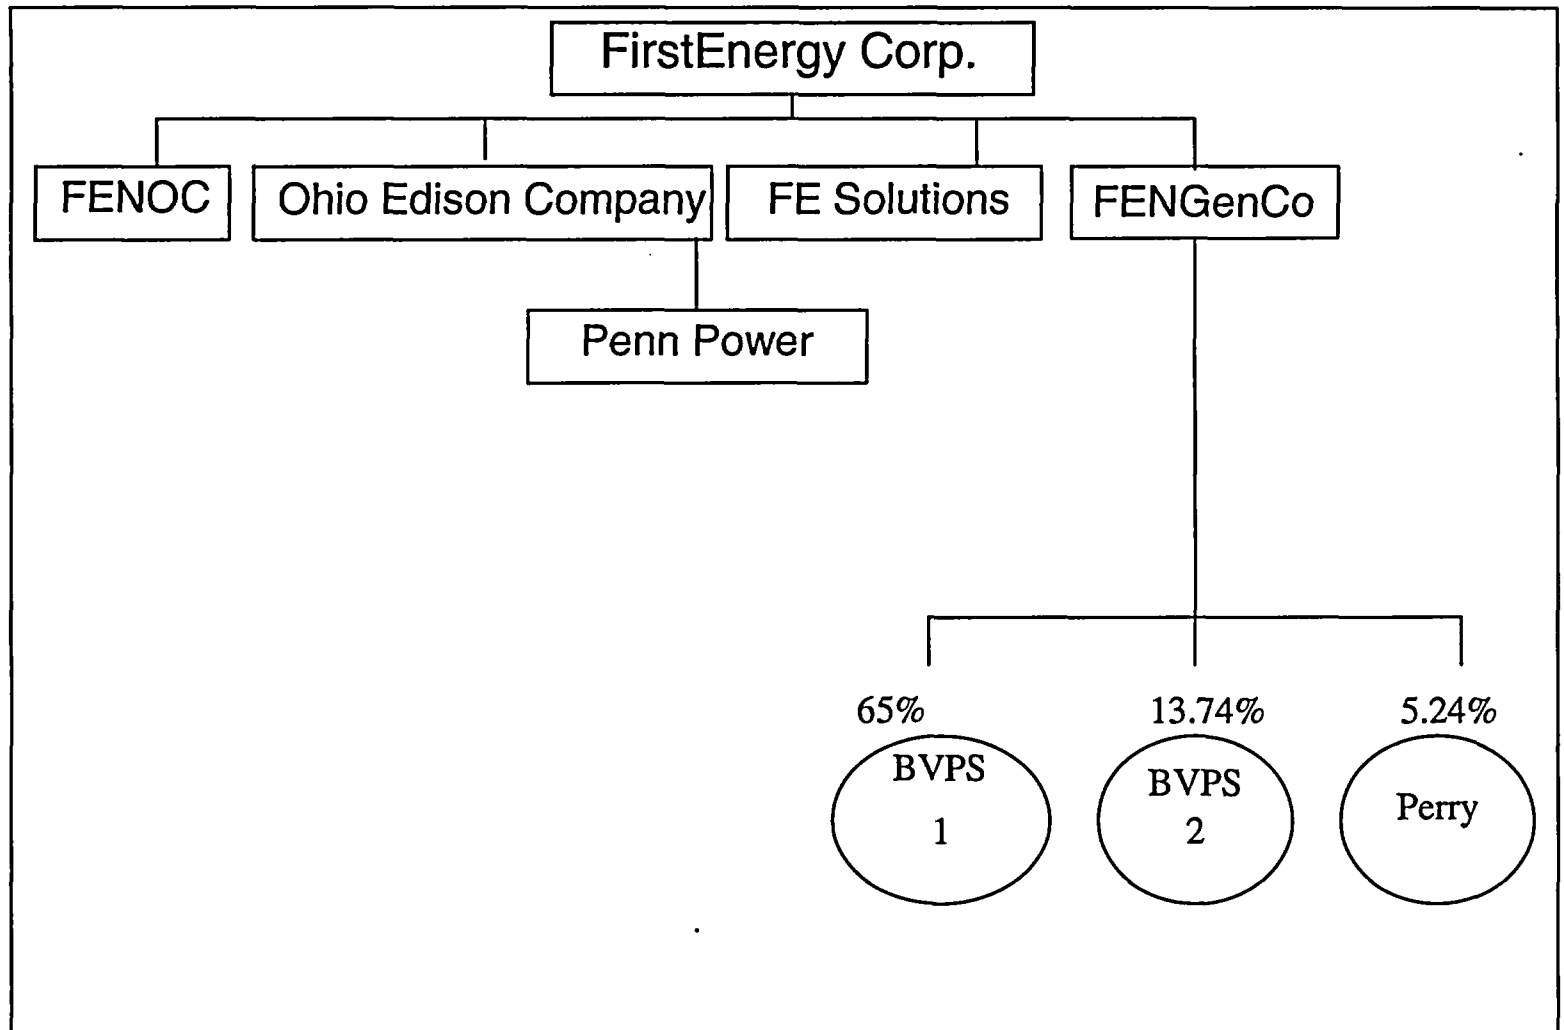 FirstEnergy Corp.
FENOC
Ohio Edison Company
FE Solutions
FENGenCo
Penn Power
65%
13.74%
5.24%
BVPS
1
BVPS
2
Perry